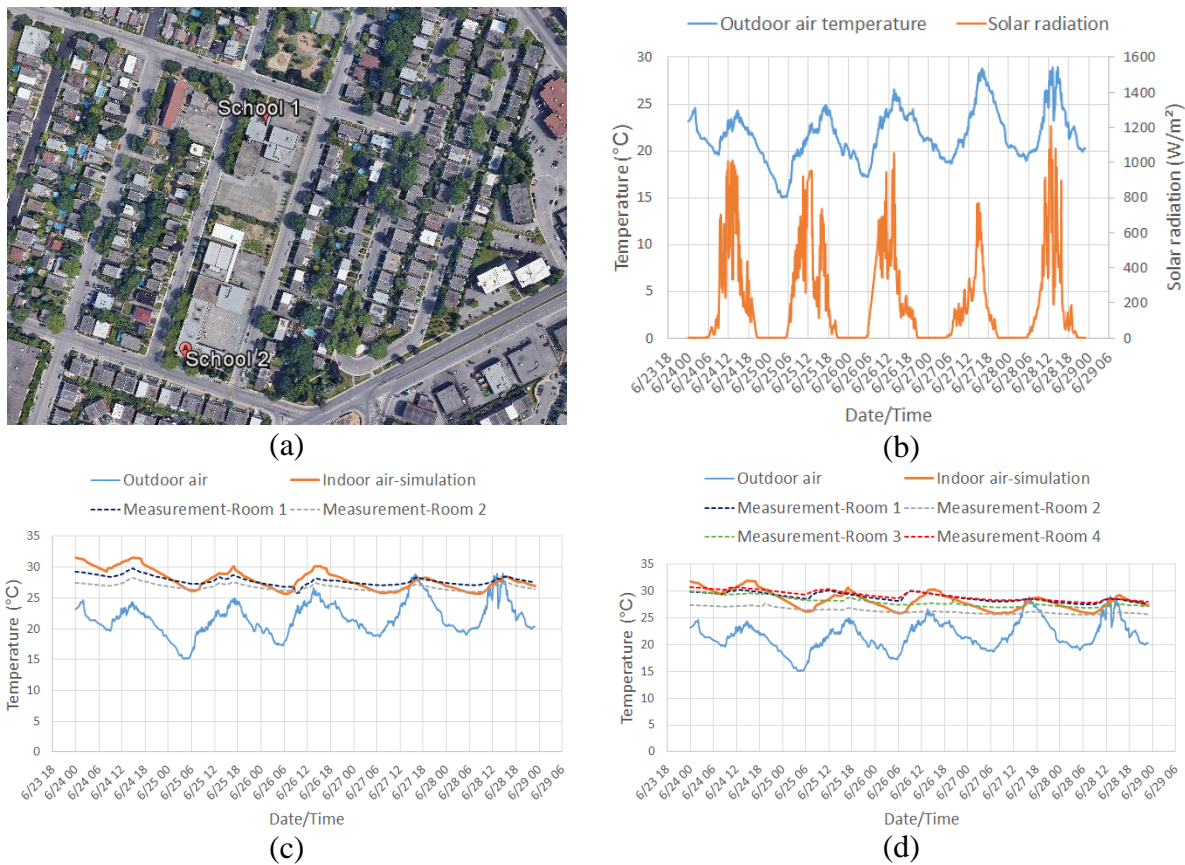 School 1
A
School 2
(a)
Outdoor air temperature Solar radiation
30 1600
25 1400
1200
20 1000
15 800
10 600
400
5 200
0 0
Temperature (°C)
Solar radiation (W/m²)
6/23 18 6/24 00 6/24 06 6/24 12 6/24 18 6/25 00 6/25 06 6/25 12 6/25 18 6/26 00 6/26 06 6/26 12 6/26 18 6/27 00 6/27 06 6/27 12 6/27 18 6/28 00 6/28 06 6/28 12 6/28 18 6/29 00 6/29 06
Date/Time
(b)
Outdoor air Indoor air-simulation
Measurement-Room 1 Measurement-Room 2
35
30
25
20
15
10
5
0
Temperature (°C)
6/23 18 6/24 00 6/24 06 6/24 12 6/24 18 6/25 00 6/25 06 6/25 12 6/25 18 6/26 00 6/26 06 6/26 12 6/26 18 6/27 00 6/27 06 6/27 12 6/27 18 6/28 00 6/28 06 6/28 12 6/28 18 6/29 00 6/29 06
Date/Time
(c)
Outdoor air Indoor air-simulation
Measurement-Room 1 Measurement-Room 2
Measurement-Room 3 Measurement-Room 4
35
30
25
20
15
10
5
0
Temperature (°C)
6/23 18 6/24 00 6/24 06 6/24 12 6/24 18 6/25 00 6/25 06 6/25 12 6/25 18 6/26 00 6/26 06 6/26 12 6/26 18 6/27 00 6/27 06 6/27 12 6/27 18 6/28 00 6/28 06 6/28 12 6/28 18 6/29 00 6/29 06
Date/Time
(d)